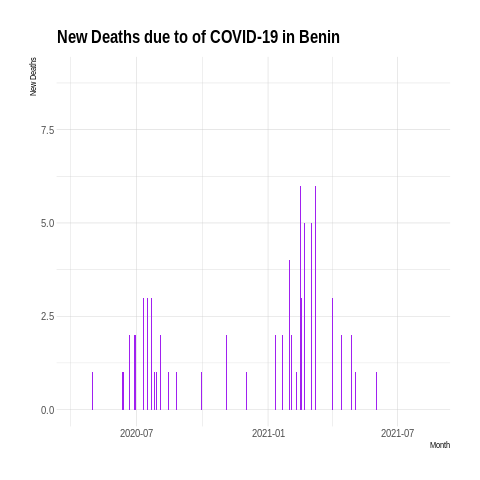 New Deaths due to of COVID-19 in Benin
New Deaths
7.5
5.0
2.5
0.0
2020-07 2021-01 2021-07
Month